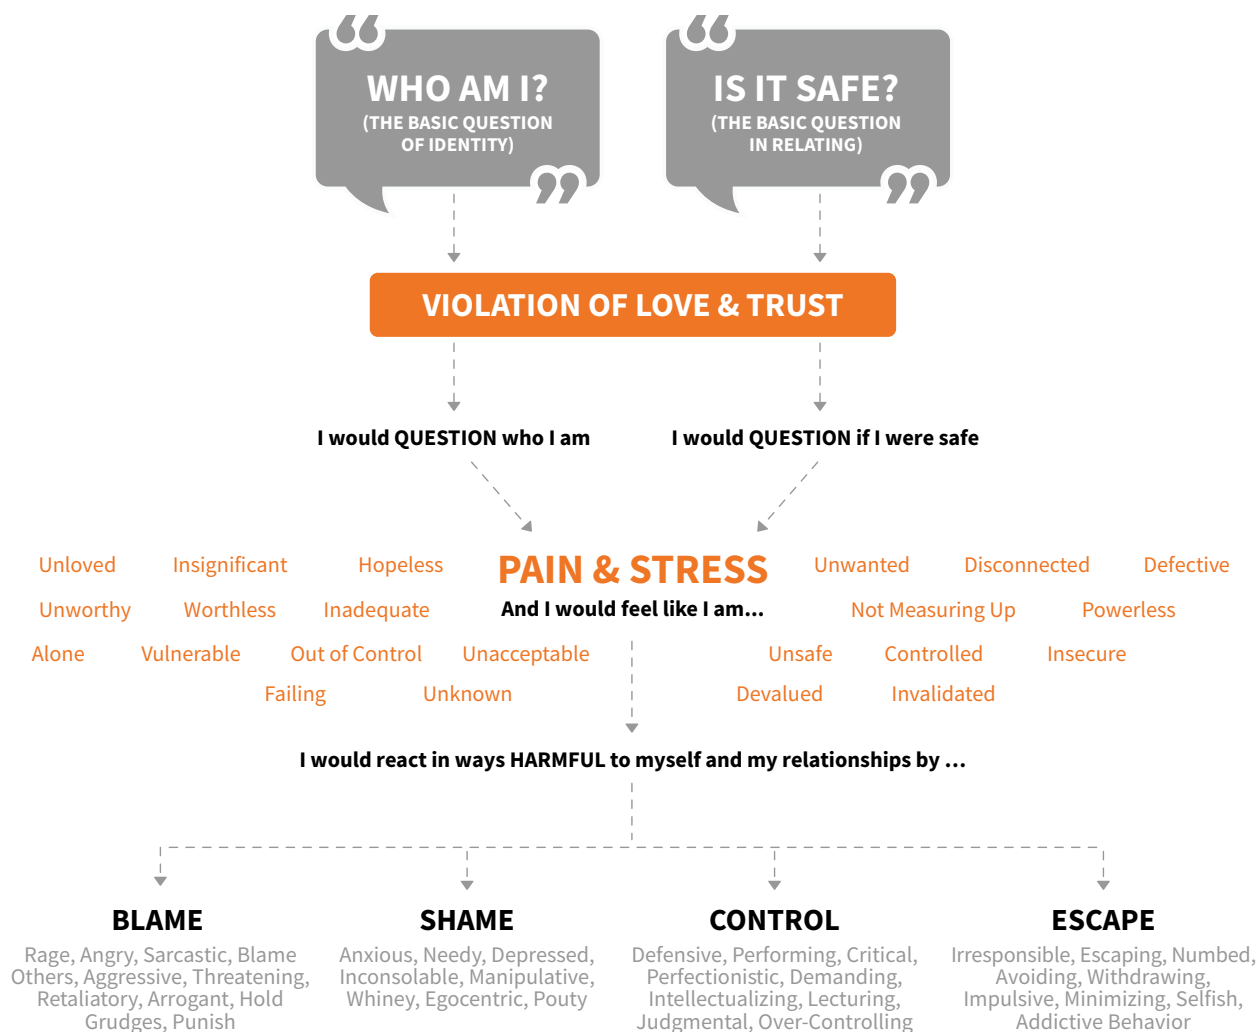 WHO AM I?
(THE BASIC QUESTION
OF IDENTITY)
IS IT SAFE?
(THE BASIC QUESTION
IN RELATING)
VIOLATION OF LOVE & TRUST
I would QUESTION who I am
I would QUESTION if I were safe
PAIN & STRESS
And I would feel like I am...
Unloved Insignificant Hopeless
Unworthy Worthless Inadequate
Alone Vulnerable Out of Control Unacceptable
Failing Unknown
Unwanted Disconnected Defective
Not Measuring Up Powerless
Unsafe Controlled Insecure
Devalued Invalidated
I would react in ways HARMFUL to myself and my relationships by ...
BLAME
Rage, Angry, Sarcastic, Blame
Others, Aggressive, Threatening,
Retaliatory, Arrogant, Hold
Grudges, Punish
SHAME
Anxious, Needy, Depressed,
Inconsolable, Manipulative,
Whiney, Egocentric, Pouty
CONTROL
Defensive, Performing, Critical,
Perfectionistic, Demanding,
Intellectualizing, Lecturing,
Judgmental, Over-Controlling
ESCAPE
Irresponsible, Escaping, Numbed,
Avoiding, Withdrawing,
Impulsive, Minimizing, Selfish,
Addictive Behavior